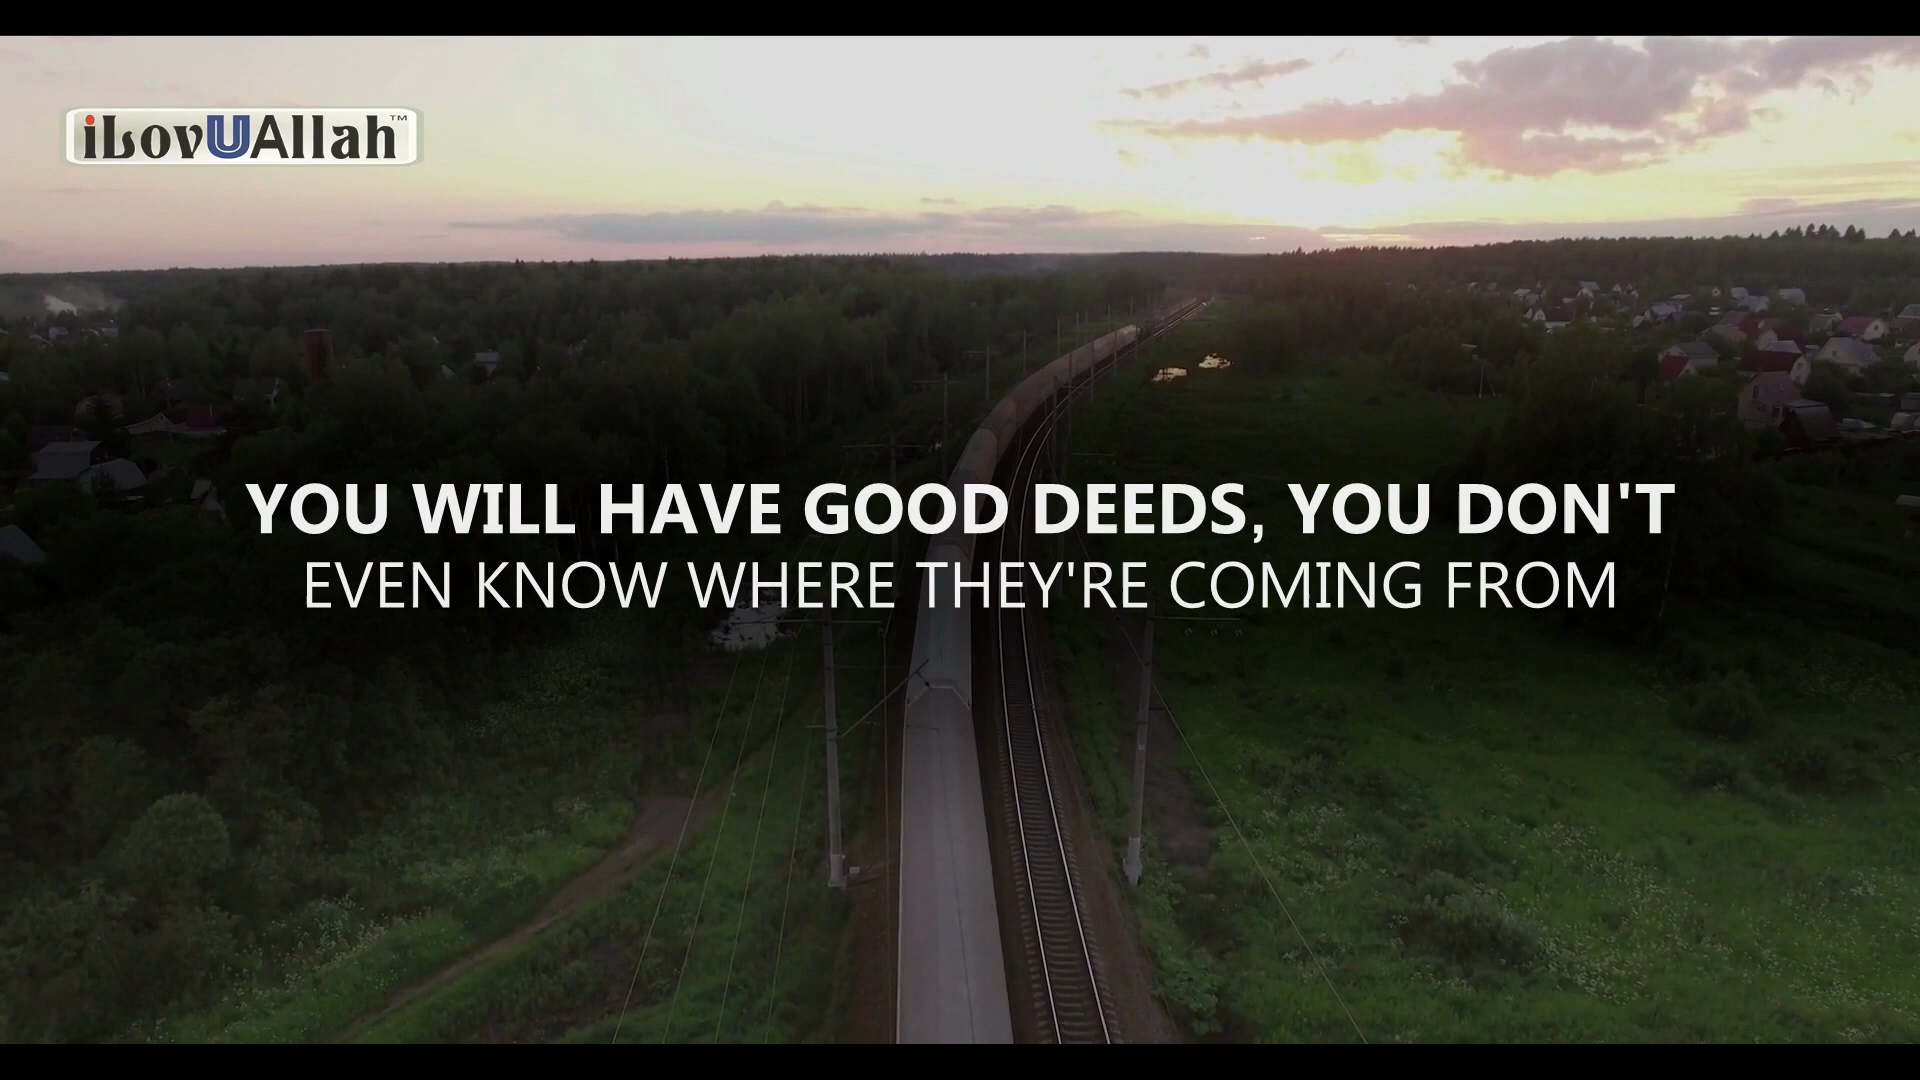 iLovUAllah™
YOU WILL HAVE GOOD DEEDS, YOU DON'T
EVEN KNOW WHERE THEY'RE COMING FROM